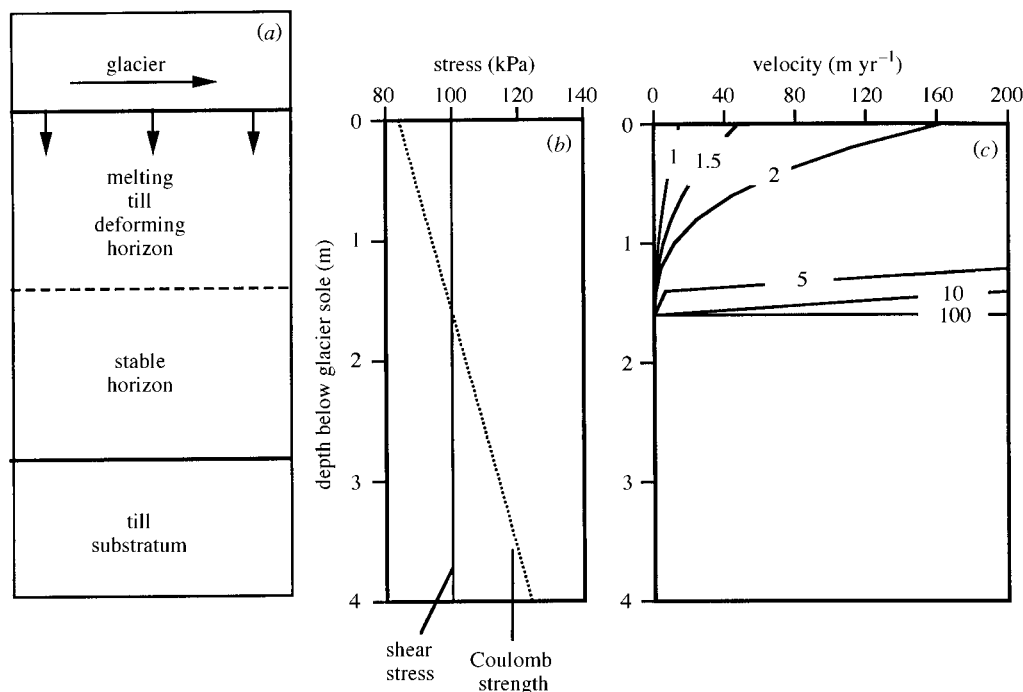 (a)
glacier
melting
till
deforming
horizon
stable
horizon
till
substratum
stress (kPa)
80 100 120 140
(b)
0
1
2
3
4
depth below glacier sole (m)
shear
stress
Coulomb
strength
velocity (m yr⁻¹)
0 40 80 120 160 200
(c)
0
1
2
3
4
1
1.5
2
5
10
100